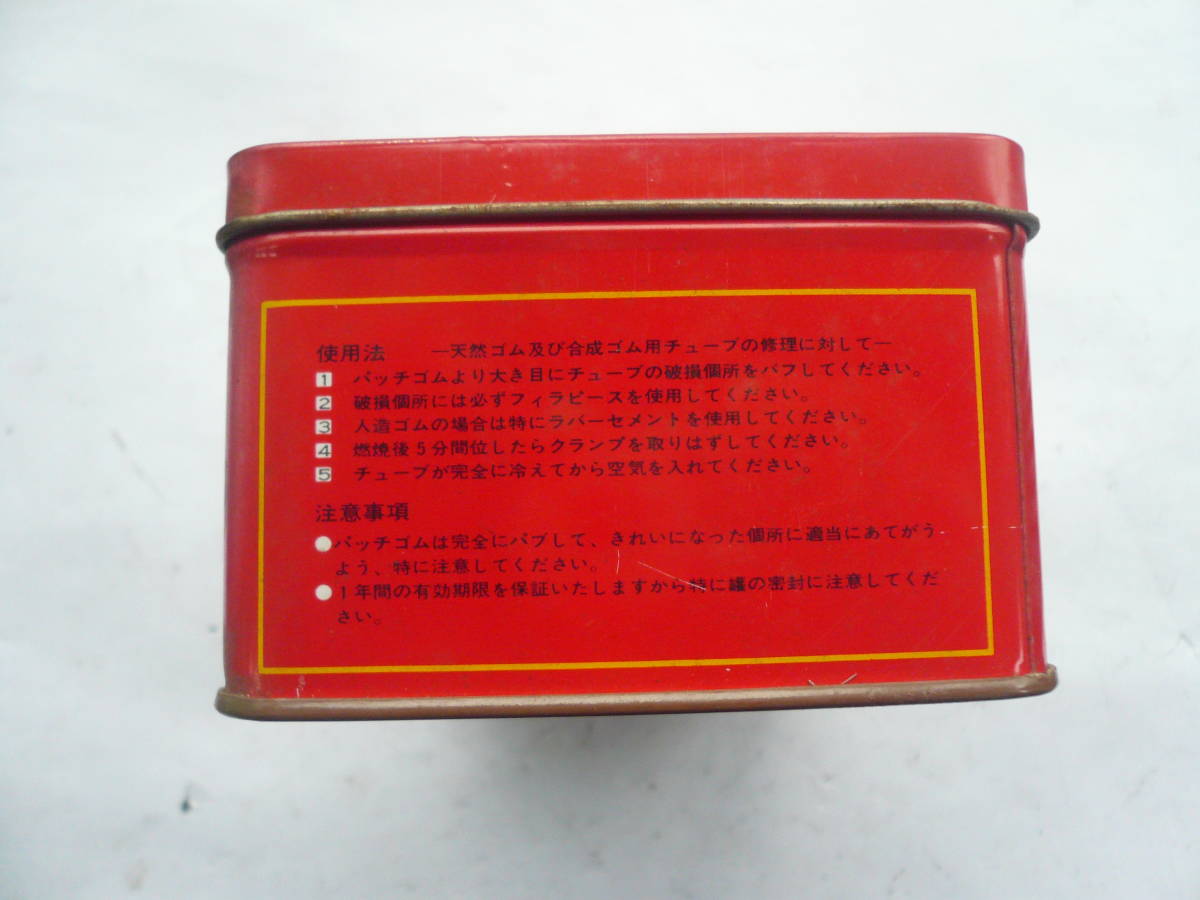 使用法 —天然ゴム及び合成ゴム用チューブの修理に対して—
1 パッチゴムより大き目にチューブの破損個所をバフしてください。
2 破損個所には必ずフィラピースを使用してください。
3 人造ゴムの場合は特にラバーセメントを使用してください。
4 燃焼後5分間位したらクランプを取りはずしてください。
5 チューブが完全に冷えてから空気を入れてください。
注意事項
●パッチゴムは完全にバブして、きれいになった個所に適当にあてがう
よう、特に注意してください。
●1年間の有効期限を保証いたしますから特に罐の密封に注意してくだ
さい。